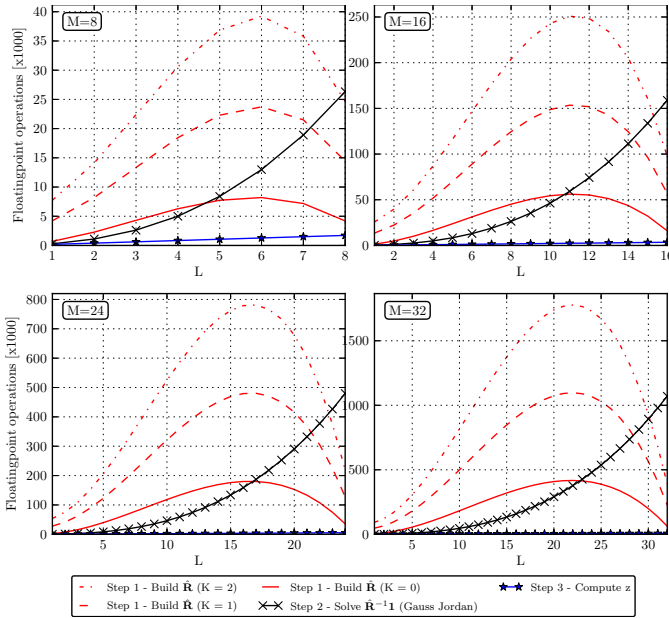 M=8
40
35
30
25
20
15
10
5
0
1 2 3 4 5 6 7 8
L
Floatingpoint operations [x1000]
M=16
250
200
150
100
50
0
2 4 6 8 10 12 14 16
L
M=24
800
700
600
500
400
300
200
100
0
5 10 15 20
L
Floatingpoint operations [x1000]
M=32
1500
1000
500
0
5 10 15 20 25 30
L
Step 1 - Build R̂ (K = 2)
Step 1 - Build R̂ (K = 1)
Step 1 - Build R̂ (K = 0)
Step 2 - Solve R̂⁻¹1 (Gauss Jordan)
Step 3 - Compute z